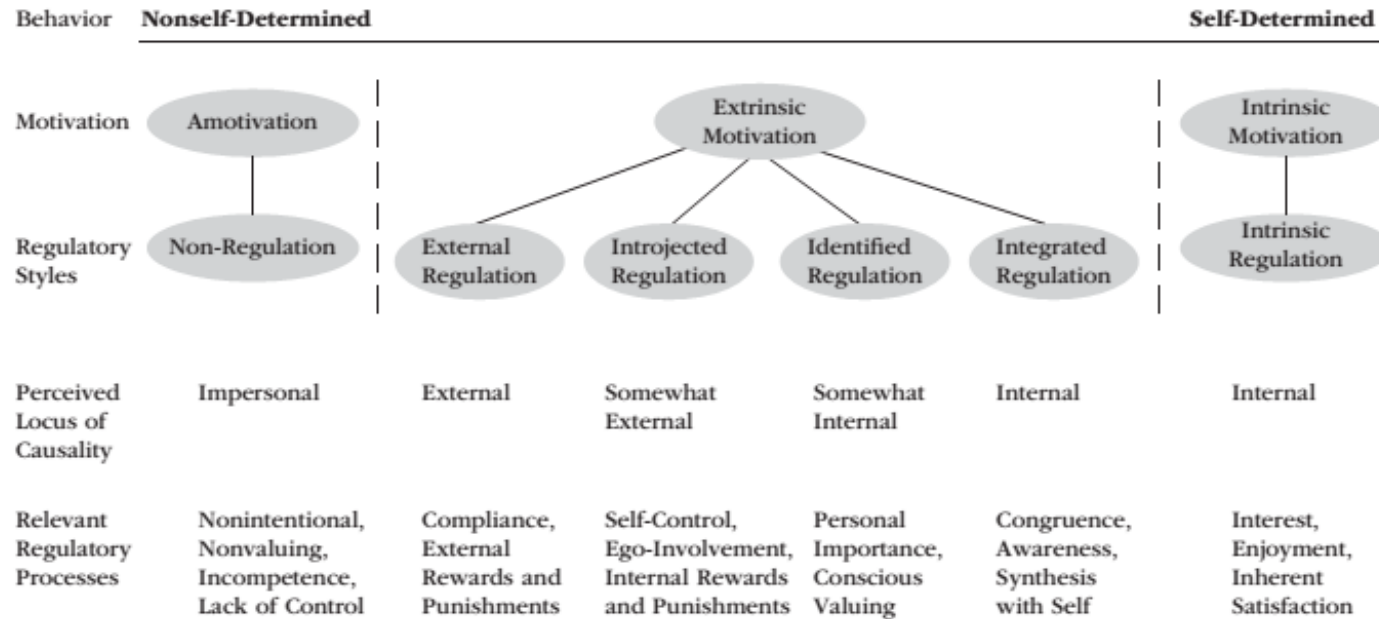 Behavior Nonself-Determined Self-Determined
Motivation Amotivation Extrinsic Motivation Intrinsic Motivation
Regulatory Styles Non-Regulation External Regulation Introjected Regulation Identified Regulation Integrated Regulation Intrinsic Regulation
Perceived Locus of Causality Impersonal External Somewhat External Somewhat Internal Internal Internal
Relevant Regulatory Processes
Nonintentional, Nonvaluing, Incompetence, Lack of Control
Compliance, External Rewards and Punishments
Self-Control, Ego-Involvement, Internal Rewards and Punishments
Personal Importance, Conscious Valuing
Congruence, Awareness, Synthesis with Self
Interest, Enjoyment, Inherent Satisfaction